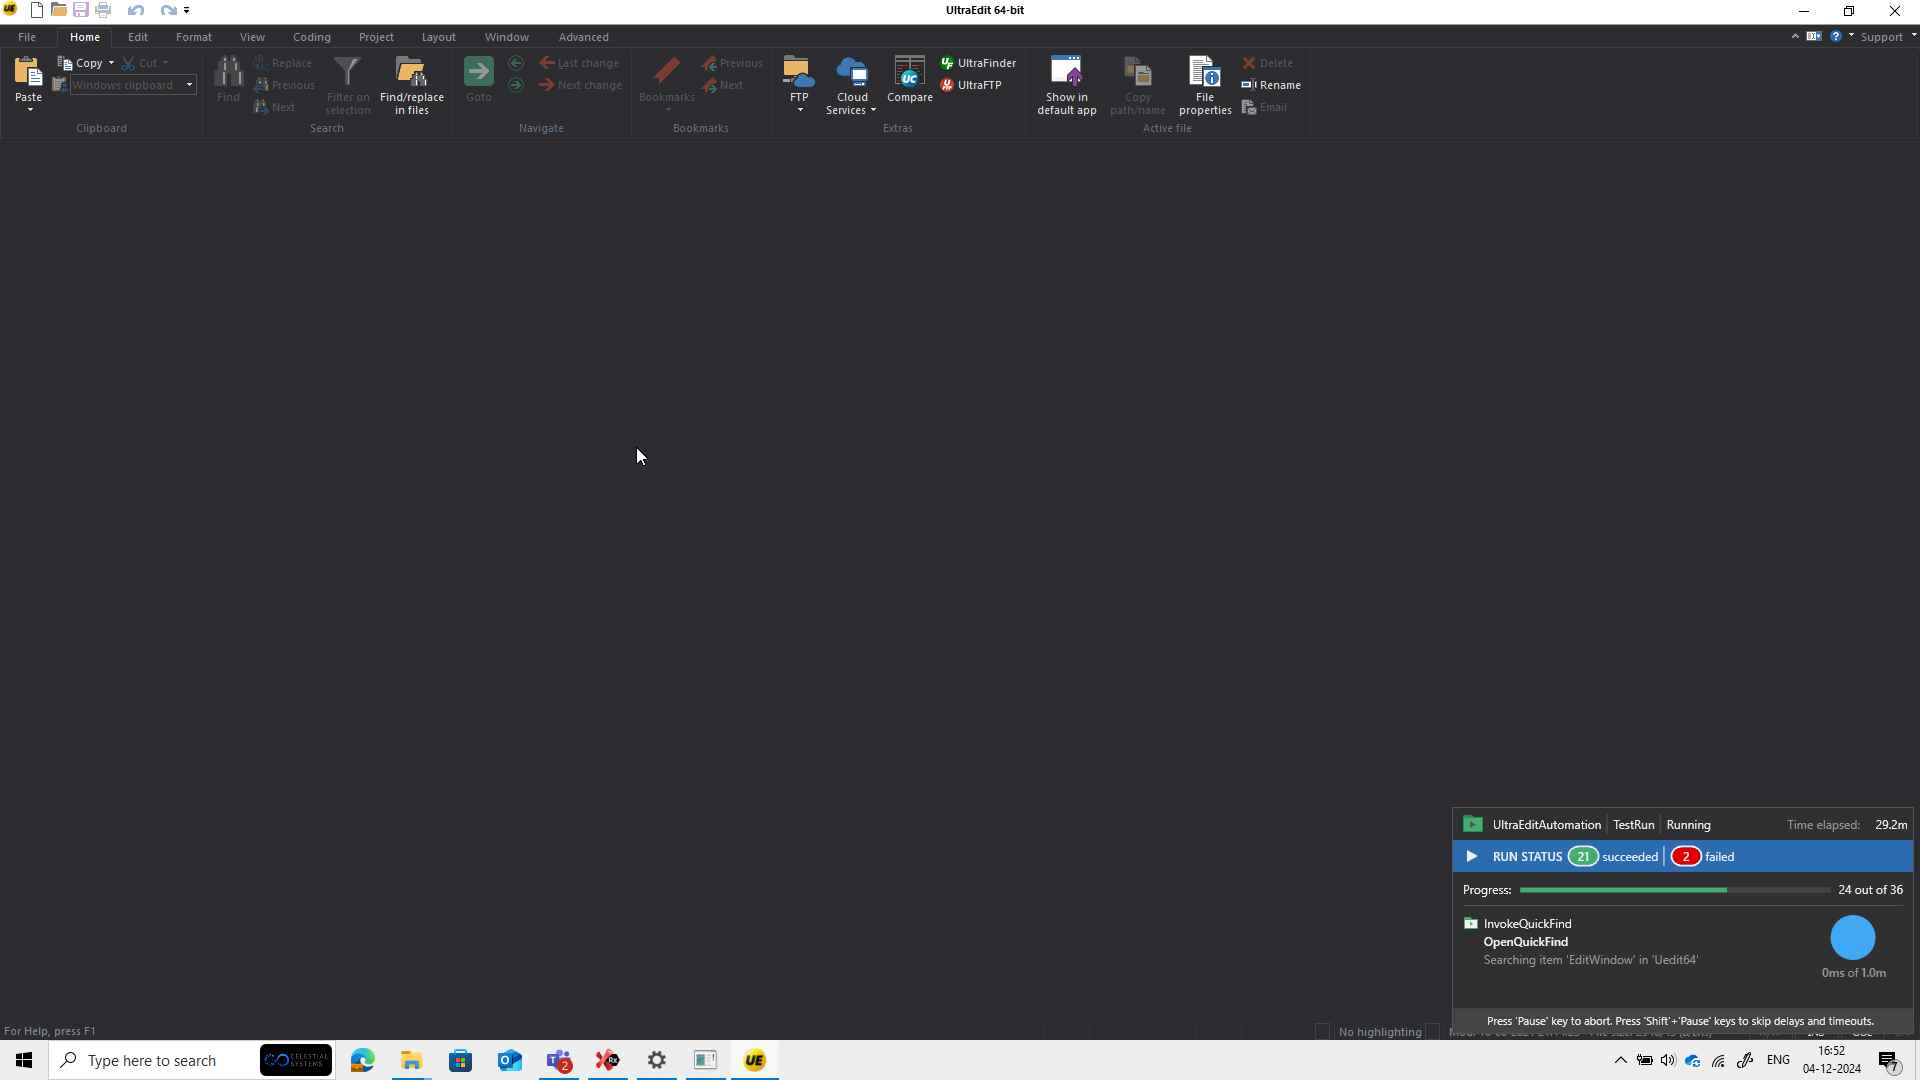 UltraEdit 64-bit
File Home Edit Format View Coding Project Layout Window Advanced Support
Paste Copy Cut
Windows clipboard
Clipboard
Find Replace
Previous
Next
Filter on
selection
Find/replace
in files
Search
Goto Last change
Next change
Navigate
Bookmarks Previous
Next
Bookmarks
FTP Cloud
Services Compare
UltraFinder
UltraFTP
Extras
Show in
default app
Copy
path/name
File
properties
Delete
Rename
Email
Active file
UltraEditAutomation TestRun Running Time elapsed: 29.2m
RUN STATUS 21 succeeded 2 failed
Progress: 24 out of 36
InvokeQuickFind
OpenQuickFind
Searching item 'EditWindow' in 'Uedit64'
0ms of 1.0m
Press 'Pause' key to abort. Press 'Shift'+'Pause' keys to skip delays and timeouts.
For Help, press F1 No highlighting
Type here to search CELESTIAL
SYSTEMS
2
UE
ENG
16:52
04-12-2024
7